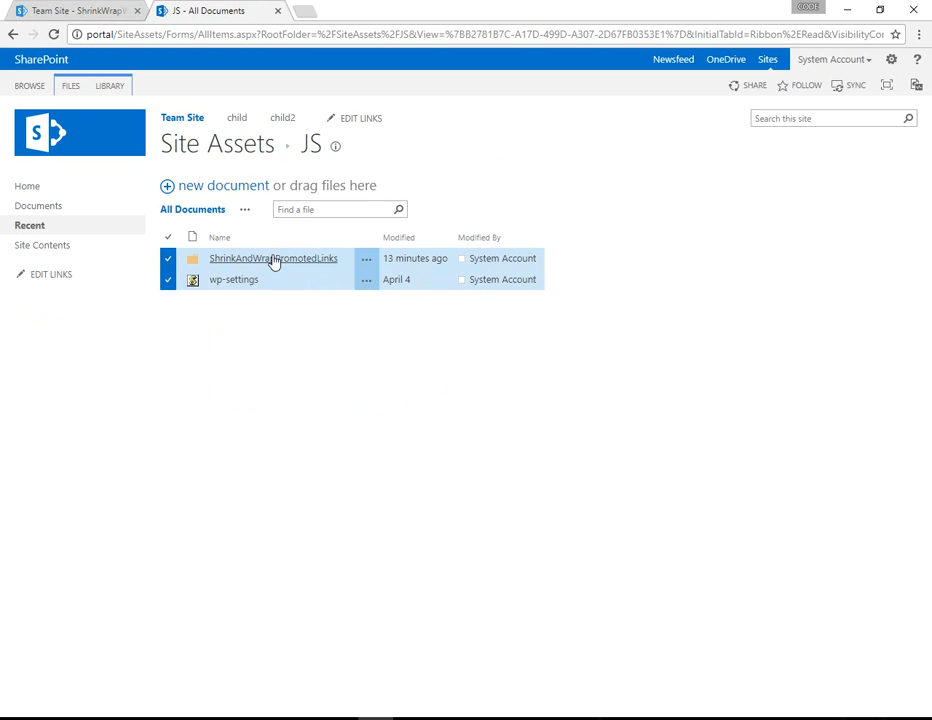 Team Site - ShrinkWrapV
JS - All Documents
CODE
portal/SiteAssets/Forms/AllItems.aspx?RootFolder=%2FSiteAssets%2FJS&View=%7BB2781B7C-A17D-499D-A307-2D67FB0353E1%7D&InitialTabId=Ribbon%2ERead&VisibilityCor
SharePoint
Newsfeed OneDrive Sites System Account ?
BROWSE FILES LIBRARY
SHARE FOLLOW SYNC
Team Site child child2 EDIT LINKS
Search this site
Site Assets JS
Home
Documents
Recent
Site Contents
EDIT LINKS
new document or drag files here
All Documents ... Find a file
Name Modified Modified By
ShrinkAndWrapPromotedLinks ... 13 minutes ago System Account
wp-settings ... April 4 System Account